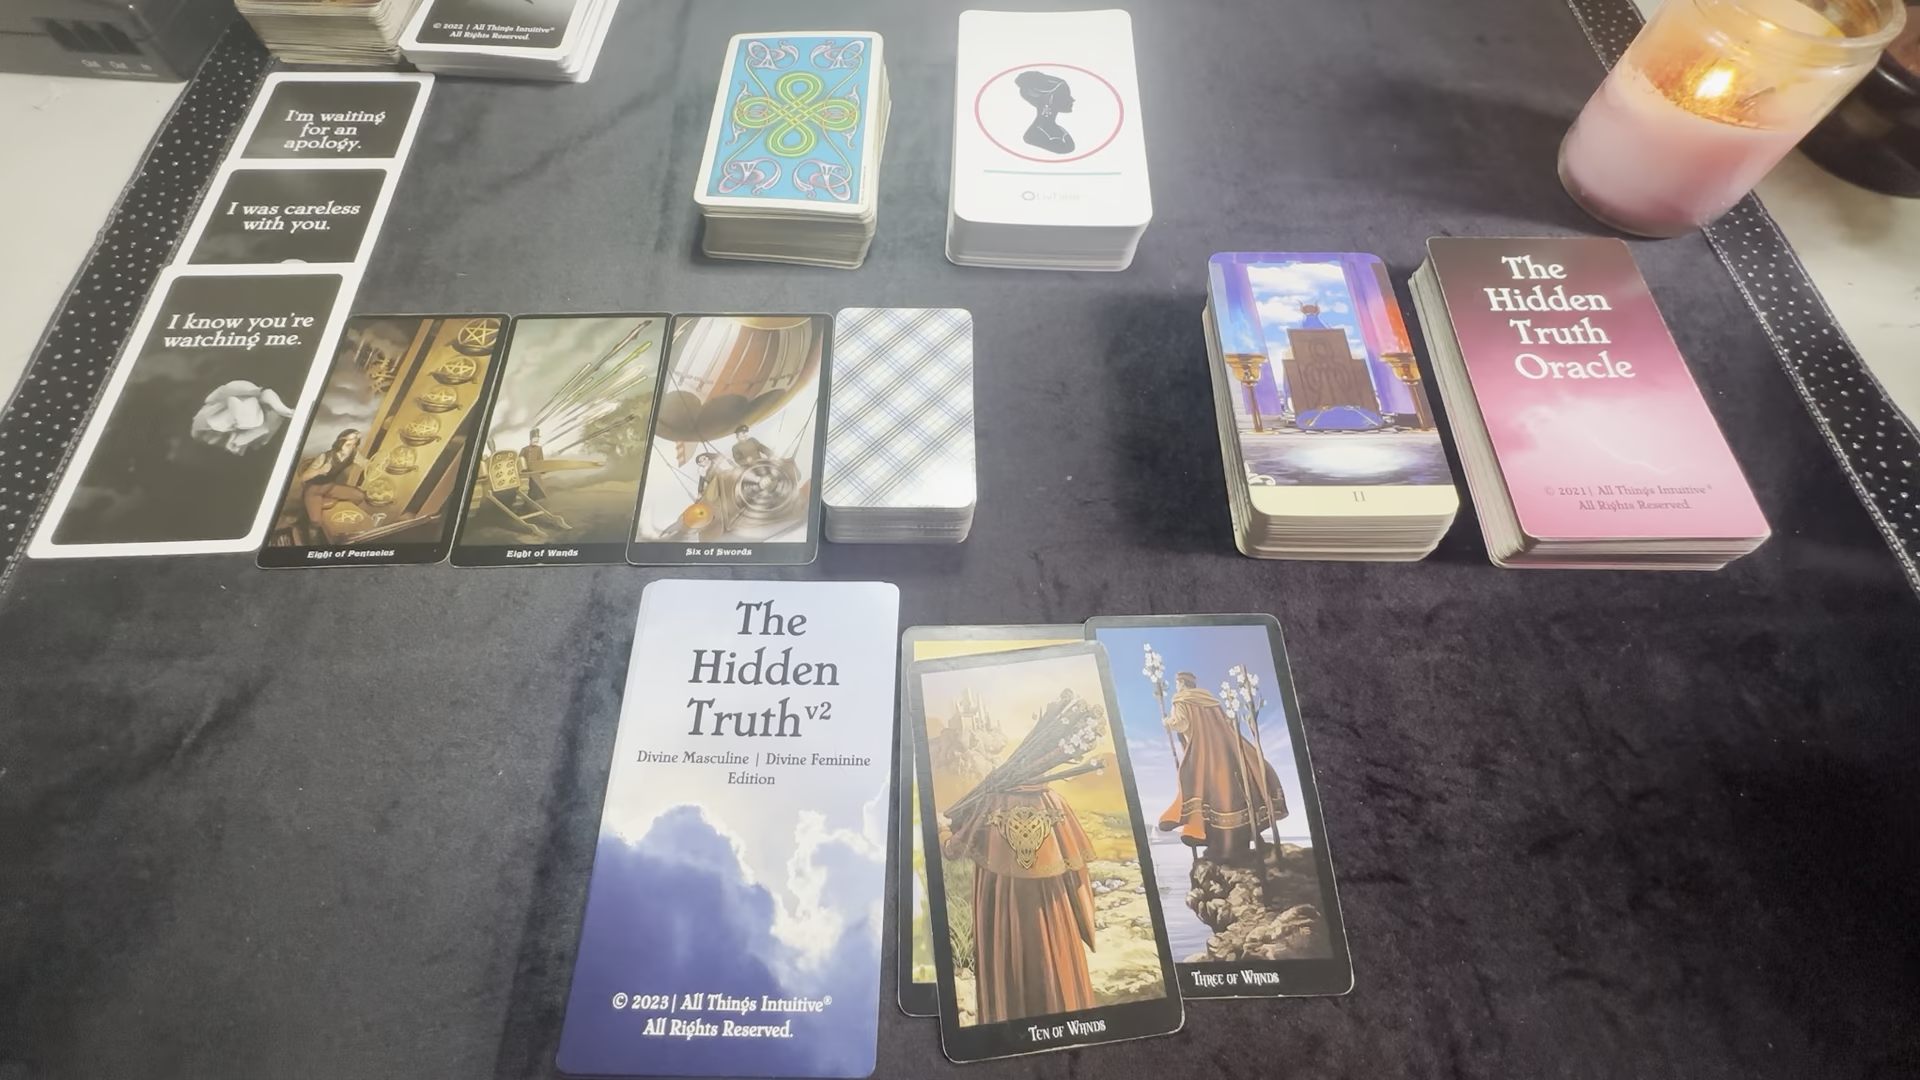 © 2022 | All Things Intuitive®
All Rights Reserved.
I'm waiting
for an
apology.
I was careless
with you.
I know you're
watching me.
Eight of Pentacles
Eight of Wands
Six of Swords
II
The
Hidden
Truth
Oracle
© 2021 | All Things Intuitive®
All Rights Reserved.
The
Hidden
Truth v2
Divine Masculine | Divine Feminine
Edition
© 2023 | All Things Intuitive®
All Rights Reserved.
TEN OF WANDS
THREE OF WANDS